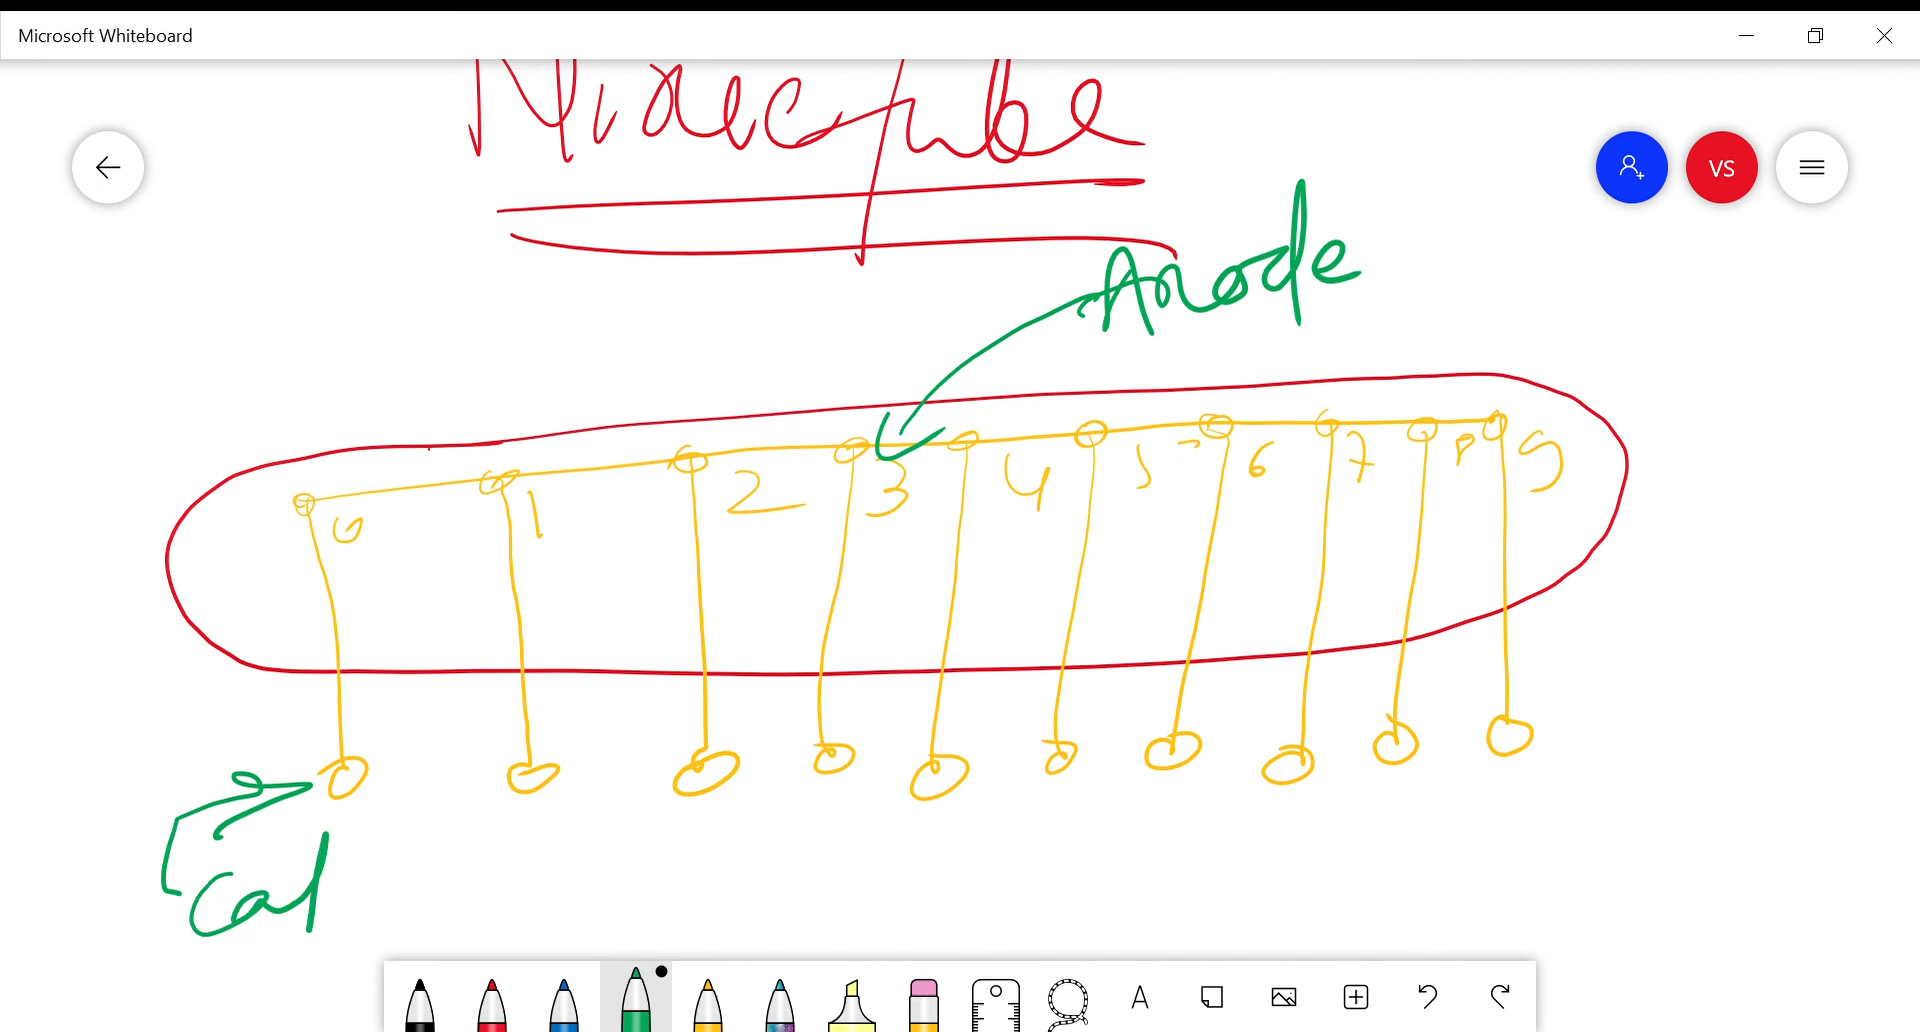 Microsoft Whiteboard
Nixie tube
VS
Anode
0 1 2 3 4 5 6 7 8 9
Cat
A